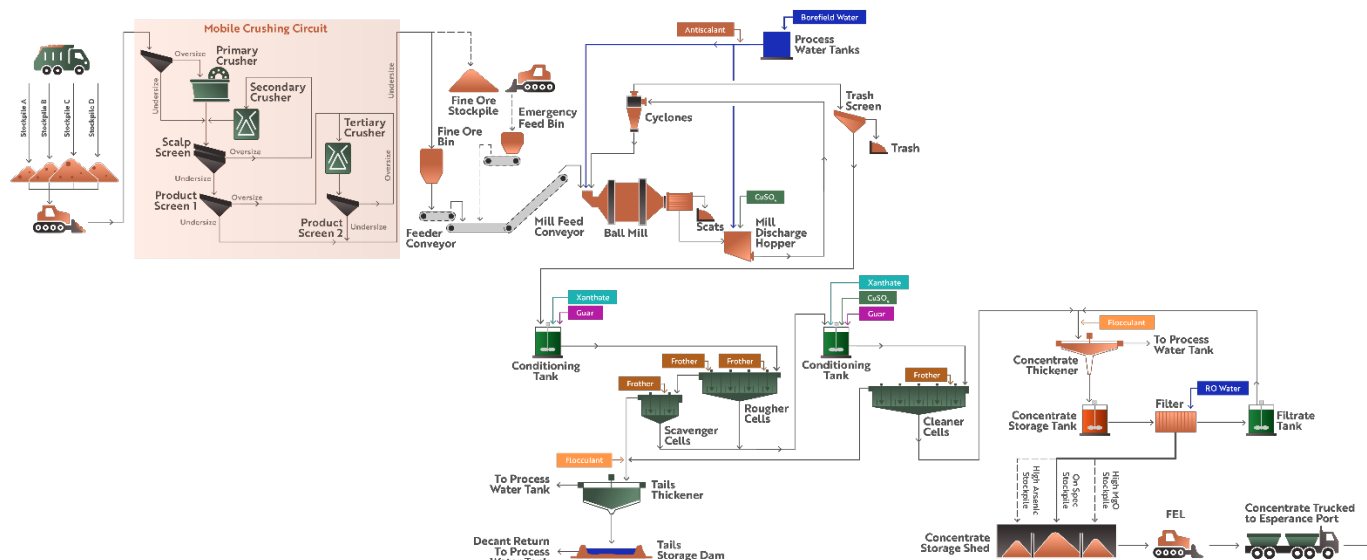 Mobile Crushing Circuit
Stockpile A
Stockpile B
Stockpile C
Stockpile D
Oversize
Undersize
Primary
Crusher
Secondary
Crusher
Scalp
Screen
Oversize
Undersize
Tertiary
Crusher
Oversize
Product
Screen 1
Oversize
Undersize
Product
Screen 2
Undersize
Fine Ore
Stockpile
Emergency
Feed Bin
Fine Ore
Bin
Feeder
Conveyor
Mill Feed
Conveyor
Antiscalant
Borefield Water
Process
Water Tanks
Cyclones
Trash
Screen
Trash
Ball Mill
Scats
CuSO₄
Mill
Discharge
Hopper
Xanthate
Guar
Conditioning
Tank
Xanthate
CuSO₄
Guar
Conditioning
Tank
Frother
Frother
Frother
Rougher
Cells
Scavenger
Cells
Frother
Cleaner
Cells
Flocculant
To Process
Water Tank
Tails
Thickener
Decant Return
To Process
Water Tank
Tails
Storage Dam
Flocculant
To Process
Water Tank
Concentrate
Thickener
Concentrate
Storage Tank
Filter
RO Water
Filtrate
Tank
High Arsenic
Stockpile
On Spec
Stockpile
High MgO
Stockpile
Concentrate
Storage Shed
FEL
Concentrate Trucked
to Esperance Port